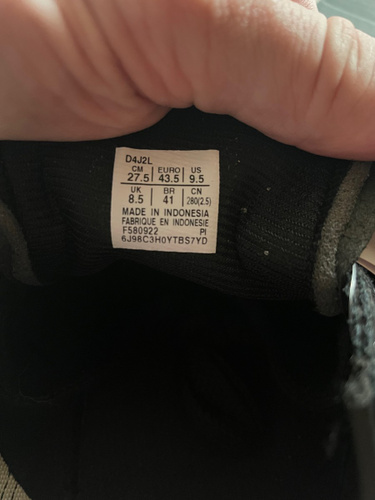 D4J2L
CM EURO US
27.5 43.5 9.5
UK BR CN
8.5 41 280(2.5)
MADE IN INDONESIA
FABRIQUE EN INDONESIE
F580922 PI
6J98C3H0YTBS7YD